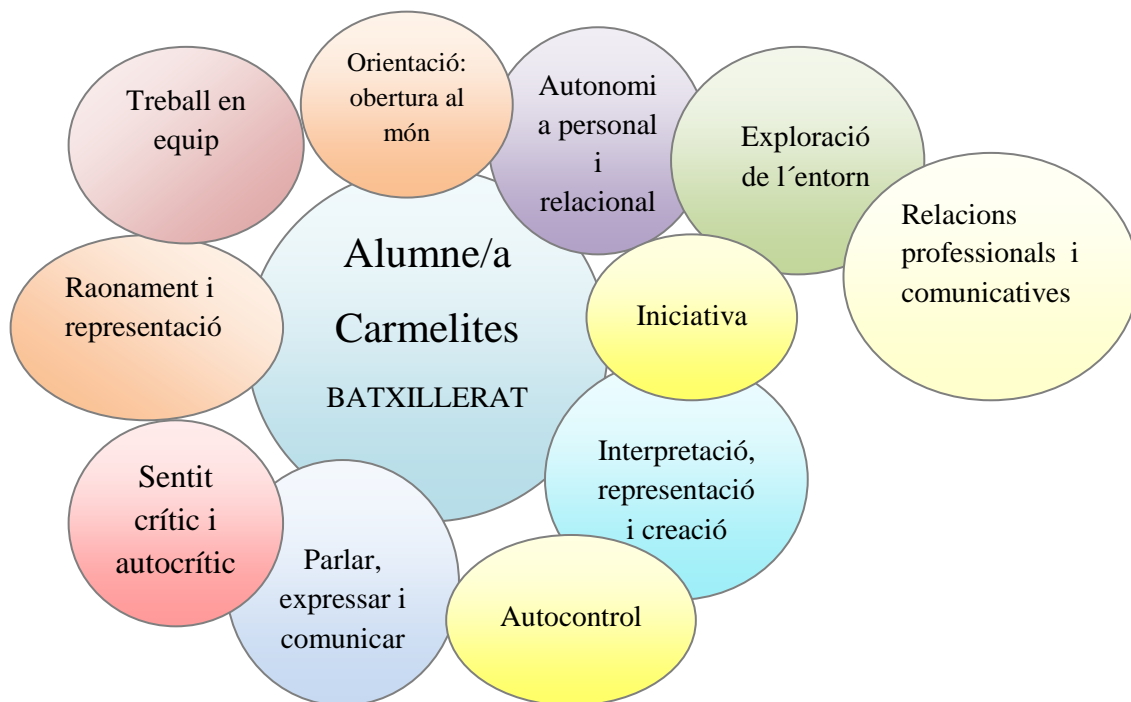 Treball en
equip
Orientació:
obertura al
món
Autonomi
a personal
i
relacional
Exploració
de l´entorn
Relacions
professionals i
comunicatives
Alumne/a
Carmelites
BATXILLERAT
Raonament i
representació
Iniciativa
Interpretació,
representació
i creació
Sentit
crític i
autocrític
Parlar,
expressar i
comunicar
Autocontrol